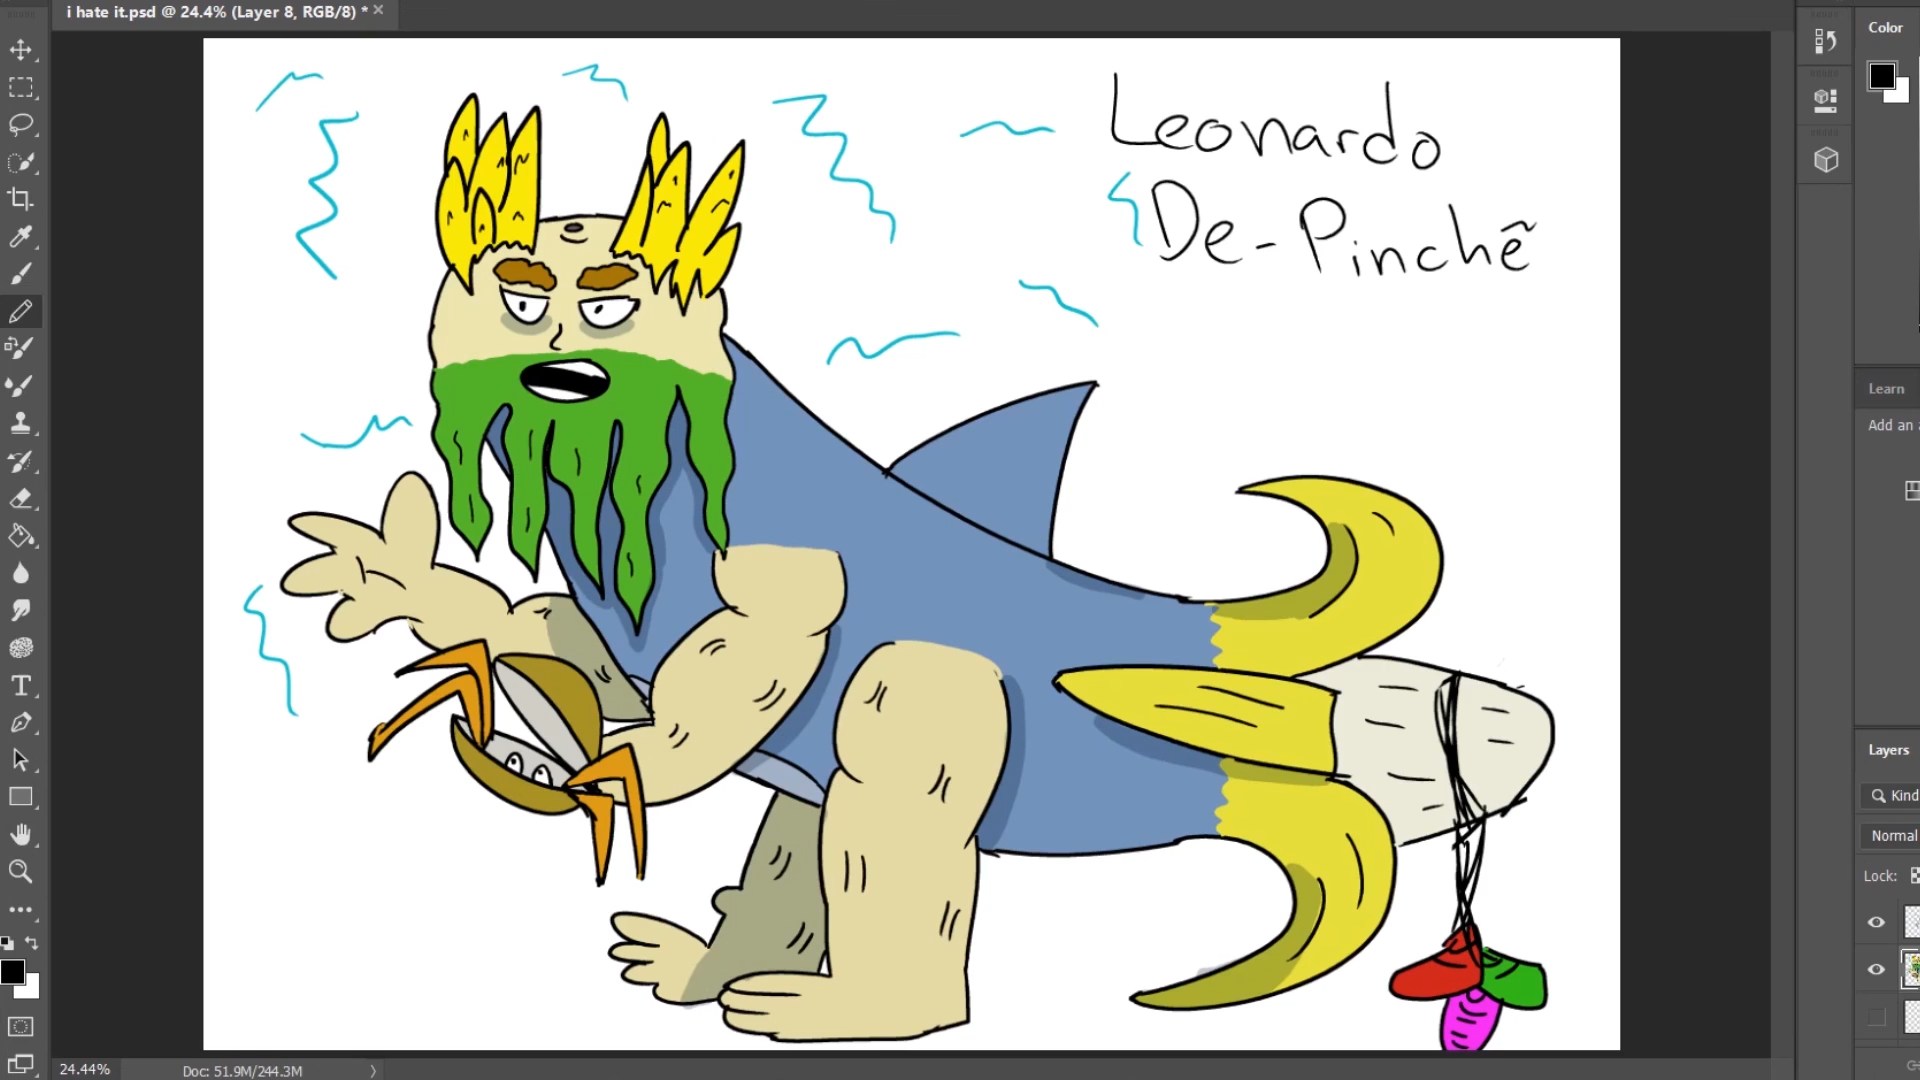 i hate it.psd @ 24.4% (Layer 8, RGB/8) *
Color
Leonardo
De-Pinchẽ
Learn
Add an a
Layers
Kind
Normal
Lock:
24.44%
Doc: 51.9M/244.3M